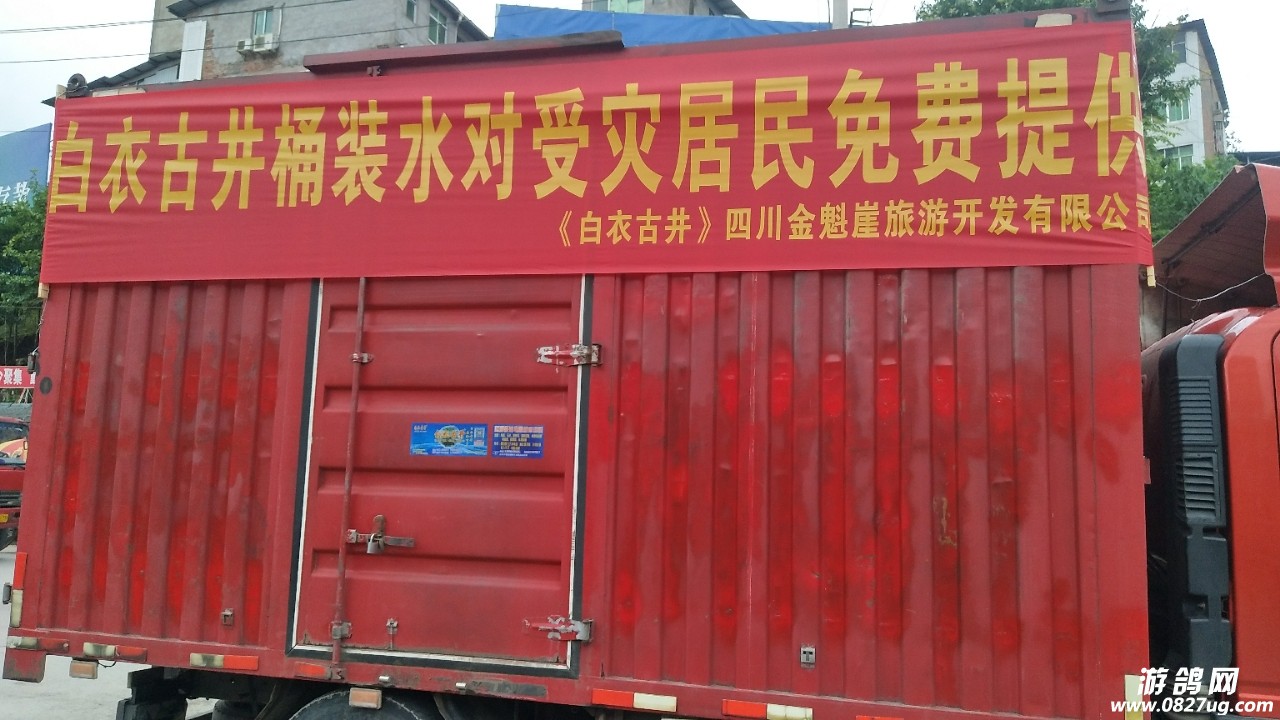 白衣古井桶装水对受灾居民免费提供
《白衣古井》四川金魁崖旅游开发有限公司
聚集
游鸽网
www.0827ug.com